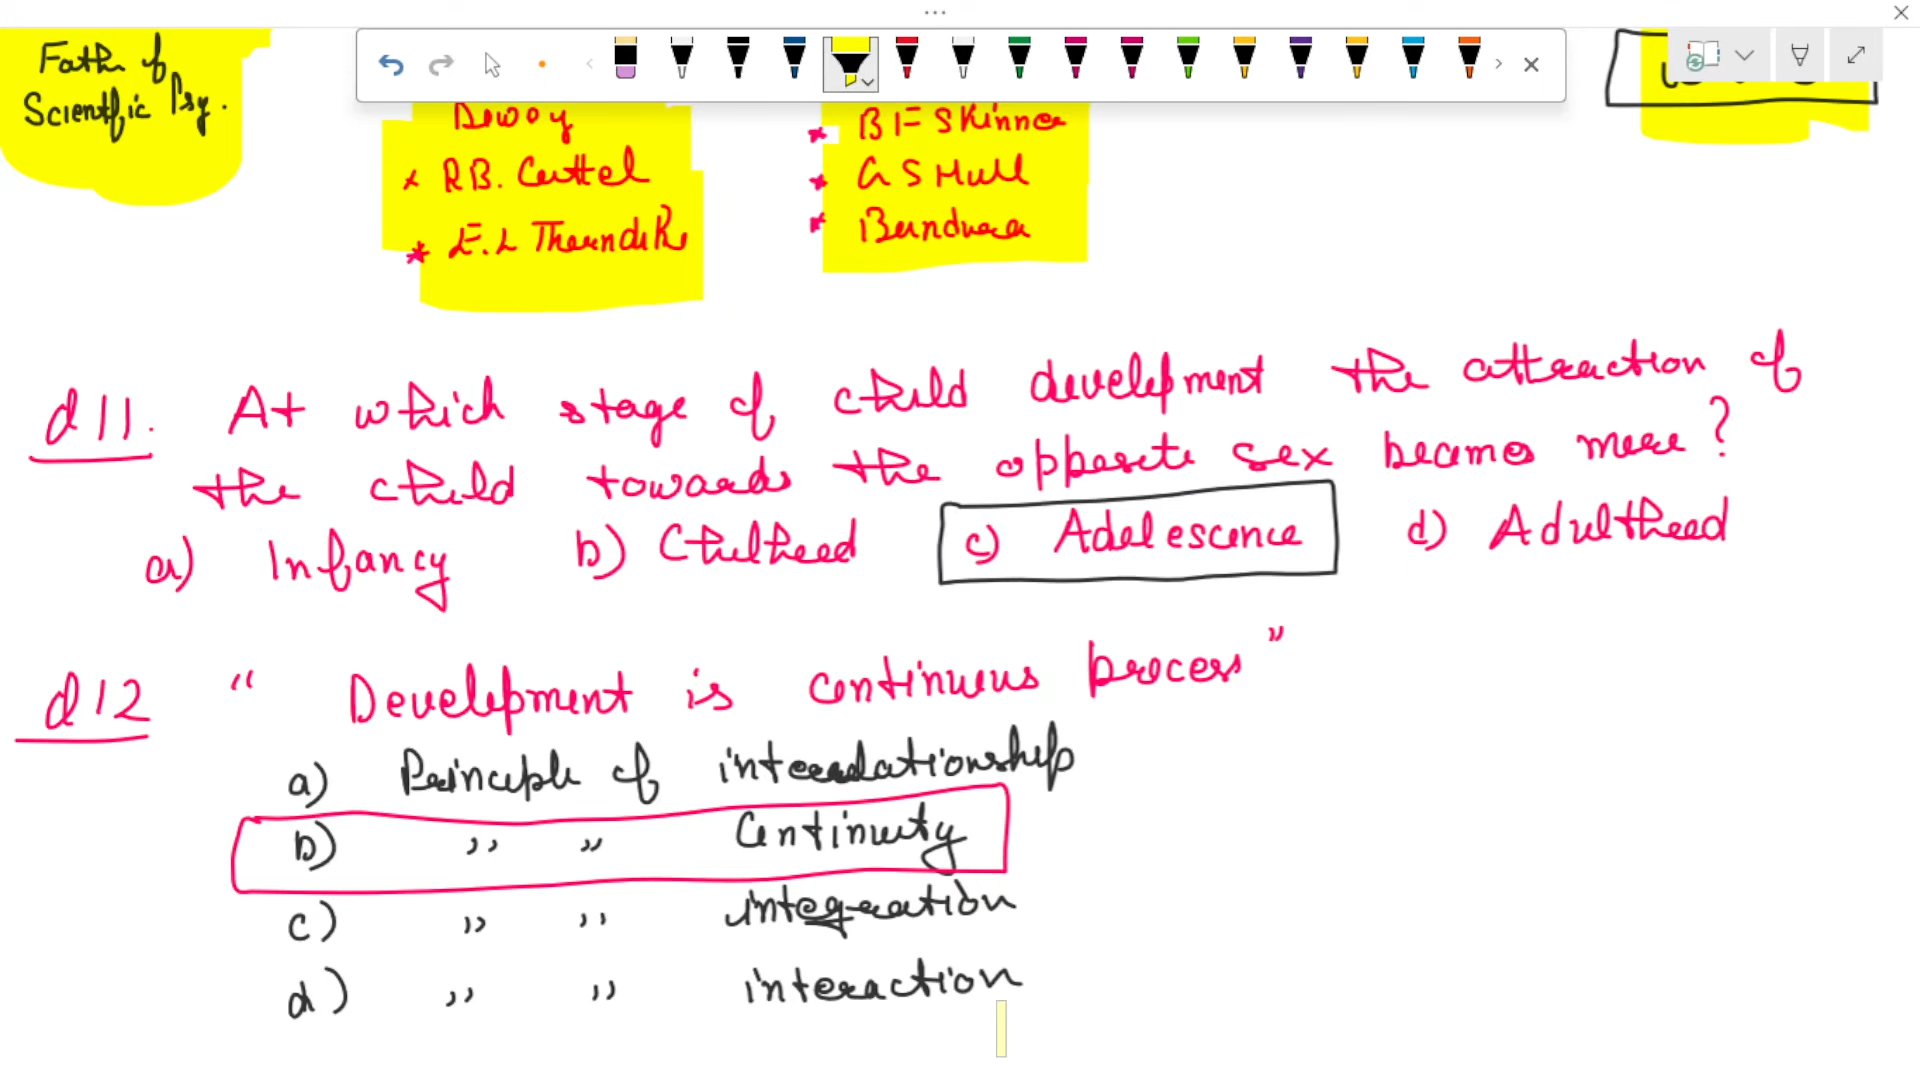 Fath of
Scientific Psy.
Dewey
x R.B. Cattel
* E.L Thorndike
* B F Skinner
* C S Hull
* Bandura
Q11. At which stage of child development the attraction of
the child towards the opposite sex becomes more?
a) Infancy b) Childhood c) Adolescence d) Adulthood
Q12 " Development is continuous process"
a) Principle of interrelationship
b) " " Continuity
c) " " integration
d) " " interaction